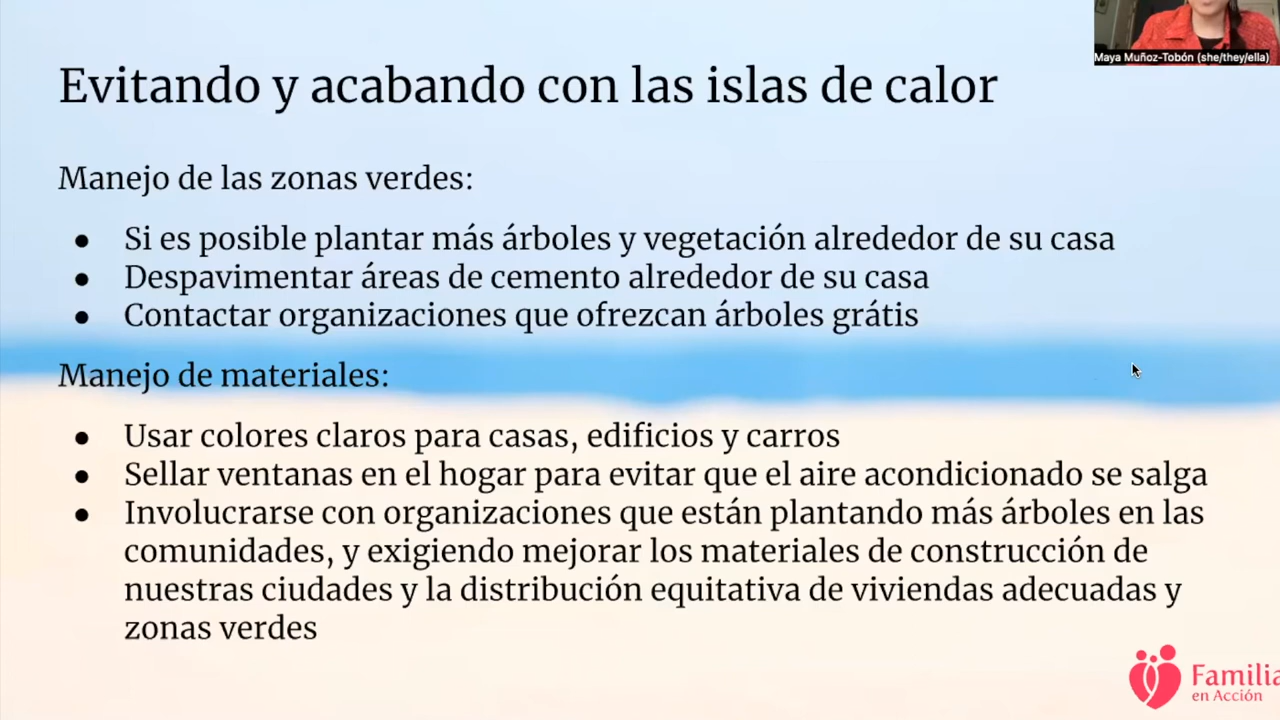 Maya Muñoz-Tobón (she/they/ella)
Evitando y acabando con las islas de calor
Manejo de las zonas verdes:
● Si es posible plantar más árboles y vegetación alrededor de su casa
● Despavimentar áreas de cemento alrededor de su casa
● Contactar organizaciones que ofrezcan árboles grátis
Manejo de materiales:
● Usar colores claros para casas, edificios y carros
● Sellar ventanas en el hogar para evitar que el aire acondicionado se salga
● Involucrarse con organizaciones que están plantando más árboles en las
comunidades, y exigiendo mejorar los materiales de construcción de
nuestras ciudades y la distribución equitativa de viviendas adecuadas y
zonas verdes
Familia
en Acción